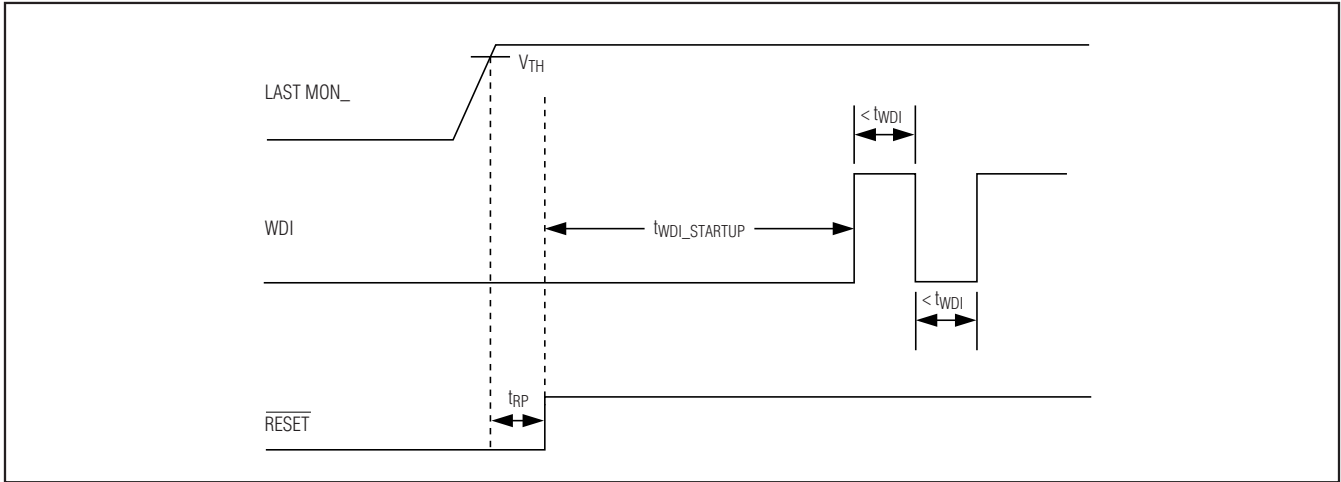 VTH
LAST MON_
< tWDI
WDI
tWDI_STARTUP
< tWDI
tRP
RESET